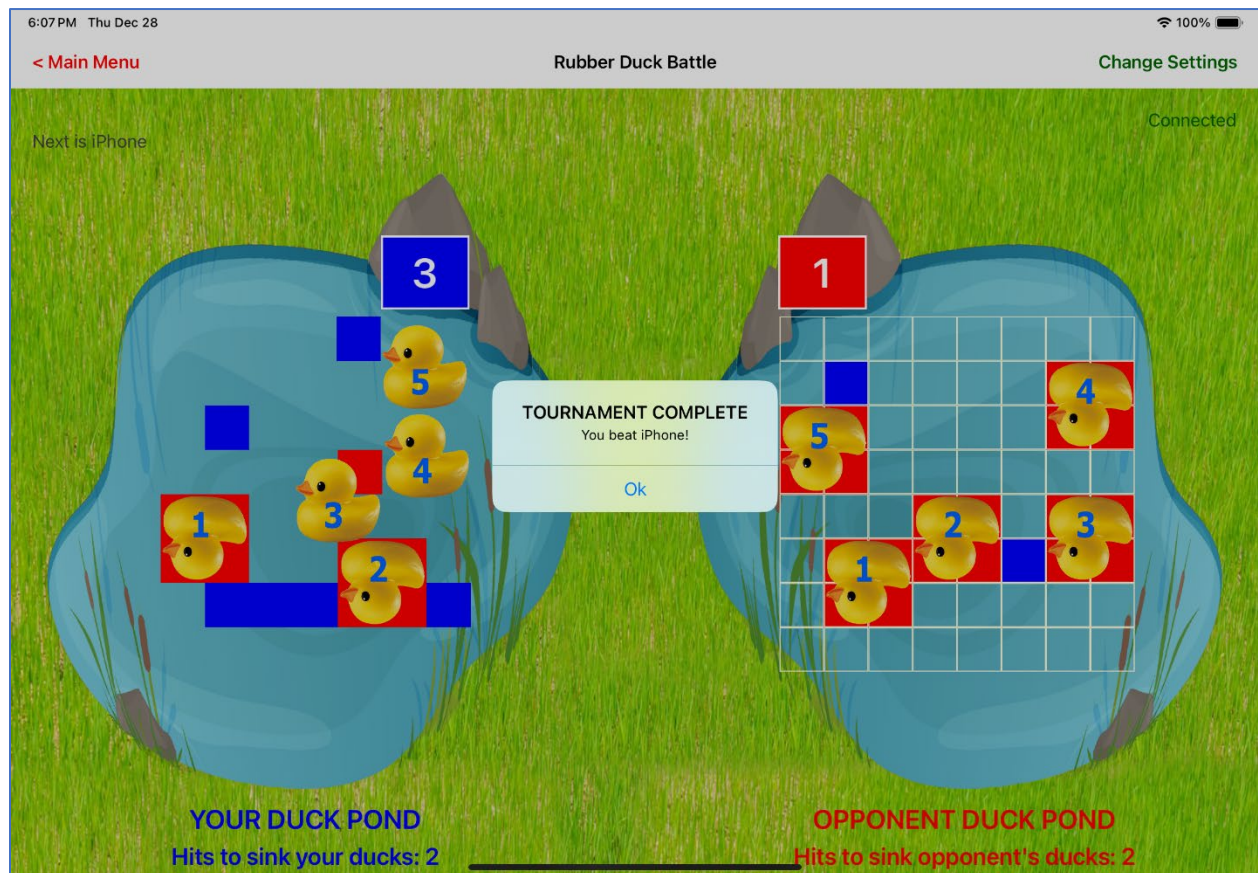 6:07 PM Thu Dec 28
100%
< Main Menu
Rubber Duck Battle
Change Settings
Connected
Next is iPhone
3
1
5
4
3
1
2
TOURNAMENT COMPLETE
You beat iPhone!
Ok
4
5
2
3
1
YOUR DUCK POND
Hits to sink your ducks: 2
OPPONENT DUCK POND
Hits to sink opponent's ducks: 2